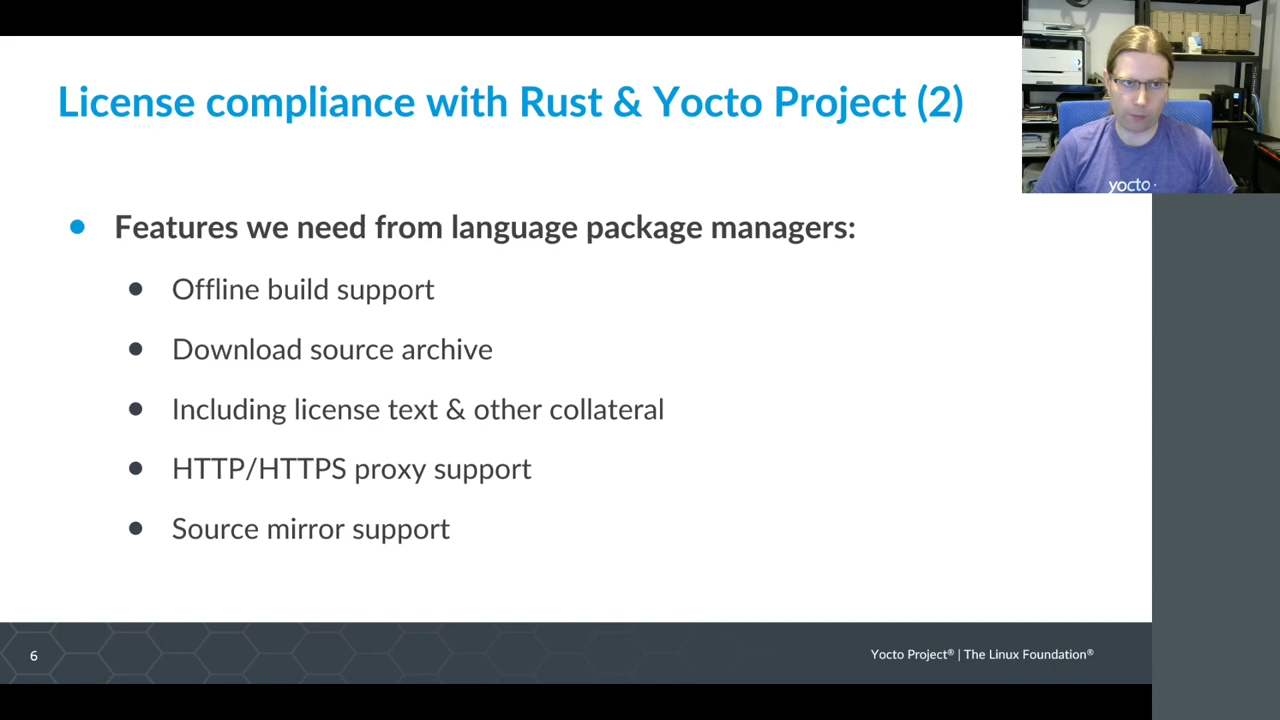 License compliance with Rust & Yocto Project (2)
Features we need from language package managers:
Offline build support
Download source archive
Including license text & other collateral
HTTP/HTTPS proxy support
Source mirror support
6
Yocto Project® | The Linux Foundation®
yocto ·